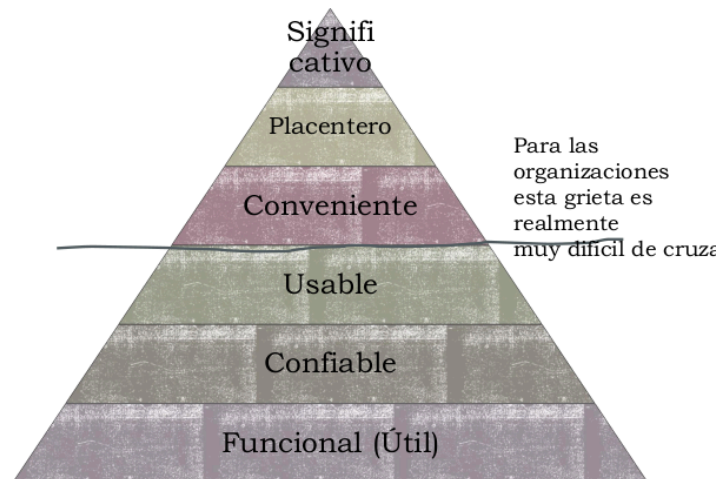 Signifi
cativo
Placentero
Para las
organizaciones
esta grieta es
realmente
muy difícil de cruza
Conveniente
Usable
Confiable
Funcional (Útil)